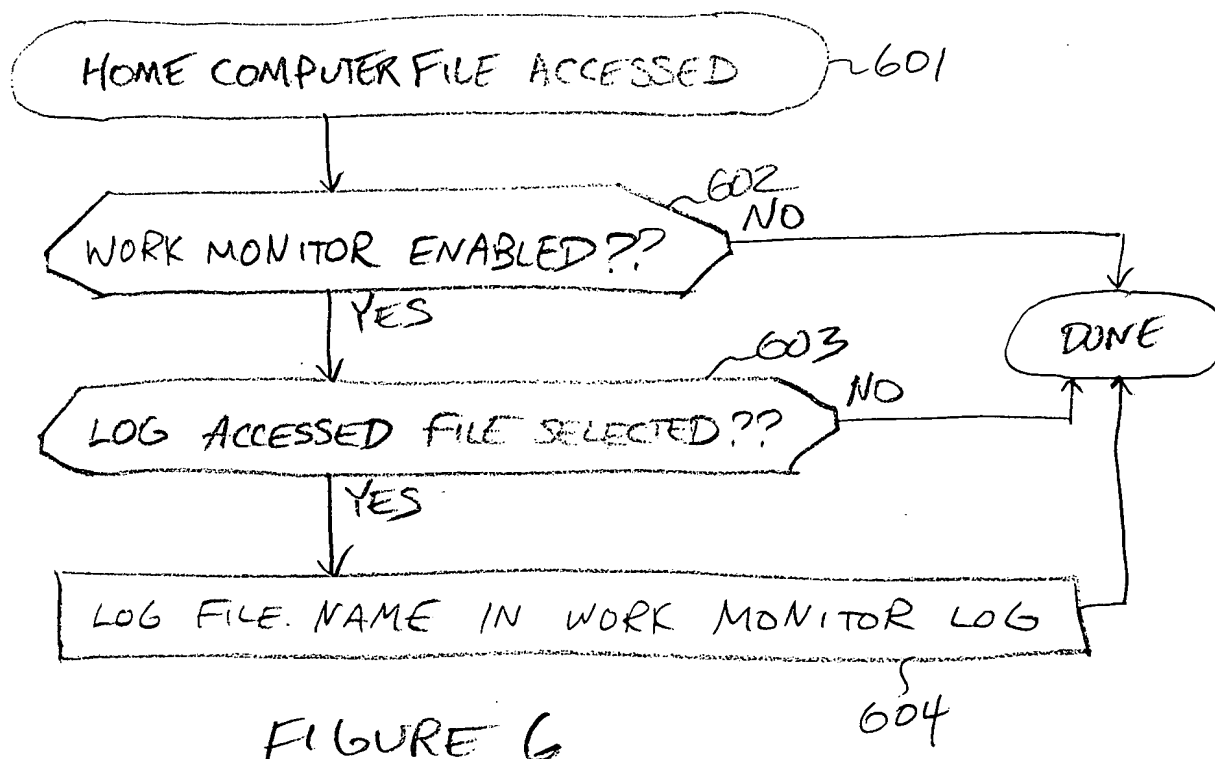 HOME COMPUTER FILE ACCESSED
601
602
WORK MONITOR ENABLED??
NO
YES
DONE
603
LOG ACCESSED FILE SELECTED??
NO
YES
LOG FILE NAME IN WORK MONITOR LOG
604
FIGURE 6